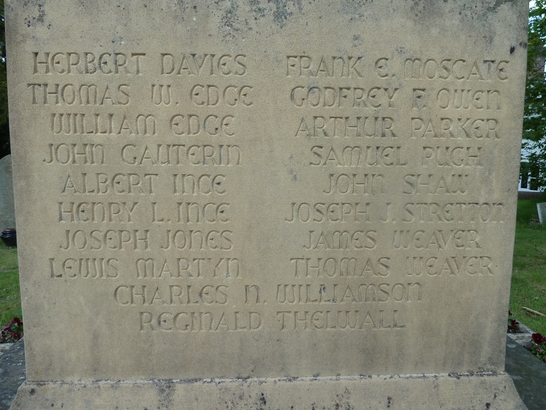 HERBERT DAVIES
THOMAS W. EDGE
WILLIAM EDGE
JOHN GAUTERIN
ALBERT INCE
HENRY L. INCE
JOSEPH JONES
LEWIS MARTYN
FRANK E. MOSCATE
GODFREY F. OWEN
ARTHUR PARKER
SAMUEL PUGH
JOHN SHAW
JOSEPH J. STRETTON
JAMES WEAVER
THOMAS WEAVER
CHARLES N. WILLIAMSON
REGINALD THELWALL